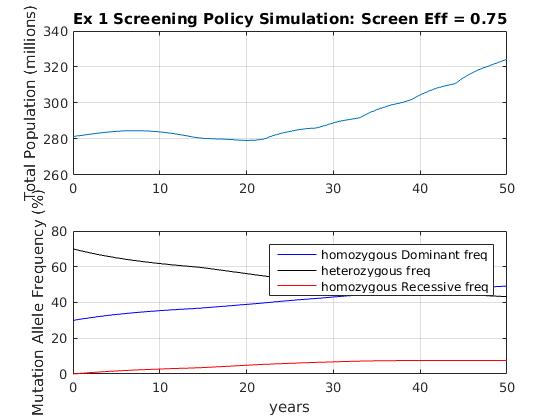 Ex 1 Screening Policy Simulation: Screen Eff = 0.75
Total Population (millions)
340
320
300
280
260
0 10 20 30 40 50
Mutation Allele Frequency (%)
80
60
40
20
0
homozygous Dominant freq
heterozygous freq
homozygous Recessive freq
0 10 20 30 40 50
years